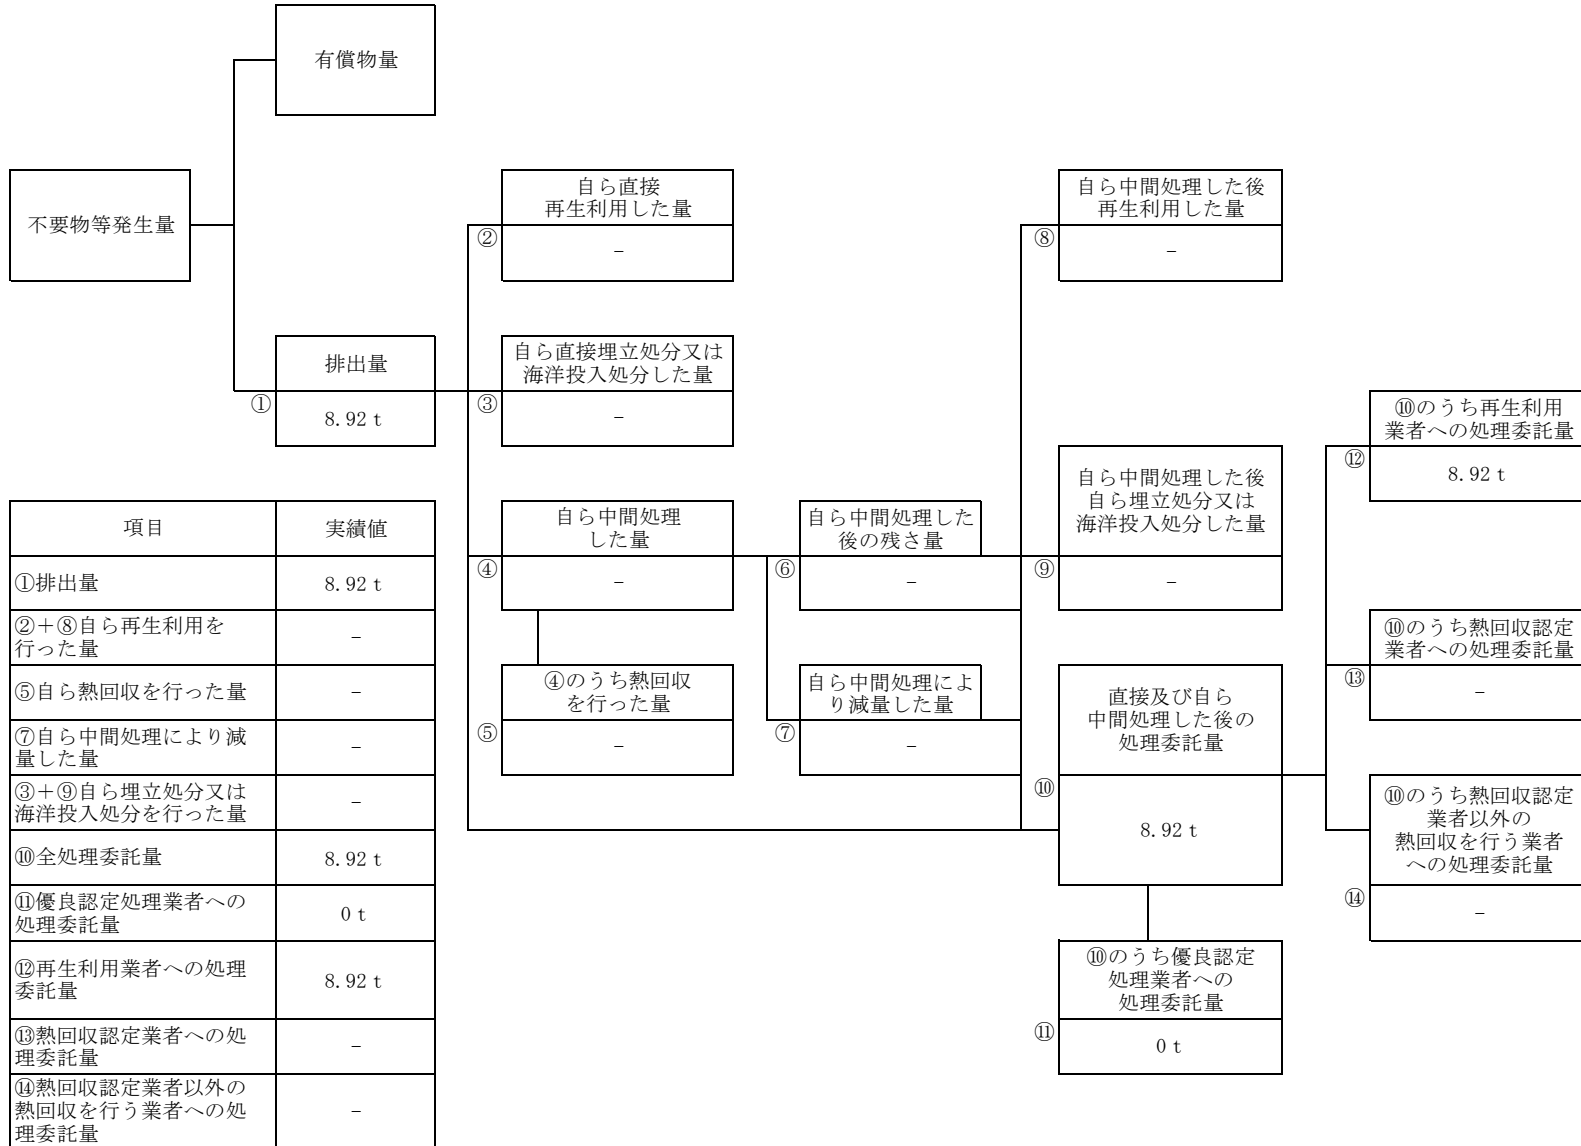 有償物量
不要物等発生量
自ら直接
再生利用した量
②
－
自ら中間処理した後
再生利用した量
⑧
－
排出量
①
8.92 t
自ら直接埋立処分又は
海洋投入処分した量
③
－
自ら中間処理
した量
④
－
自ら中間処理した
後の残さ量
⑥
－
自ら中間処理した後
自ら埋立処分又は
海洋投入処分した量
⑨
－
④のうち熱回収
を行った量
⑤
－
自ら中間処理によ
り減量した量
⑦
－
直接及び自ら
中間処理した後の
処理委託量
⑩
8.92 t
⑩のうち優良認定
処理業者への
処理委託量
⑪
0 t
⑩のうち再生利用
業者への処理委託量
⑫
8.92 t
⑩のうち熱回収認定
業者への処理委託量
⑬
－
⑩のうち熱回収認定
業者以外の
熱回収を行う業者
への処理委託量
⑭
－
項目 実績値
①排出量 8.92 t
②＋⑧自ら再生利用を
行った量 －
⑤自ら熱回収を行った量 －
⑦自ら中間処理により減
量した量 －
③＋⑨自ら埋立処分又は
海洋投入処分を行った量 －
⑩全処理委託量 8.92 t
⑪優良認定処理業者への
処理委託量 0 t
⑫再生利用業者への処理
委託量 8.92 t
⑬熱回収認定業者への処
理委託量 －
⑭熱回収認定業者以外の
熱回収を行う業者への処
理委託量 －